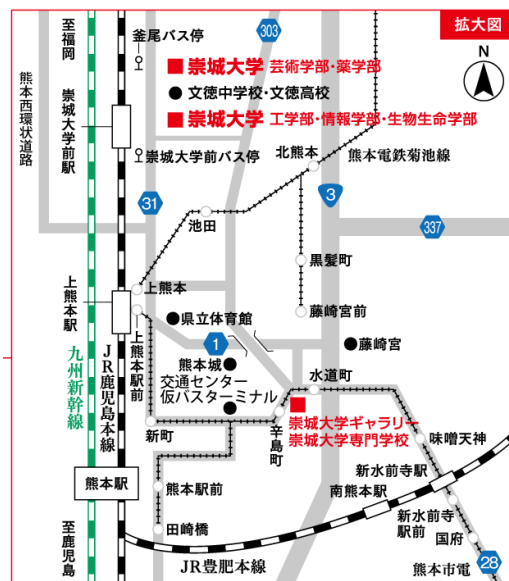 拡大図
至福岡
釜尾バス停
303
N
崇城大学 芸術学部・薬学部
文徳中学校・文徳高校
崇城大学 工学部・情報学部・生物生命学部
熊本西環状道路
崇城大学前駅
崇城大学前バス停
北熊本
熊本電鉄菊池線
31
3
池田
337
黒髪町
上熊本
上熊本駅
藤崎宮前
県立体育館
上熊本駅前
1
藤崎宮
熊本城
九州新幹線
JR鹿児島本線
交通センター
仮バスターミナル
水道町
崇城大学ギャラリー
崇城大学専門学校
辛島町
新町
味噌天神
新水前寺駅
熊本駅
熊本駅前
南熊本駅
新水前寺
駅前
田崎橋
国府
至鹿児島
JR豊肥本線
熊本市電
28